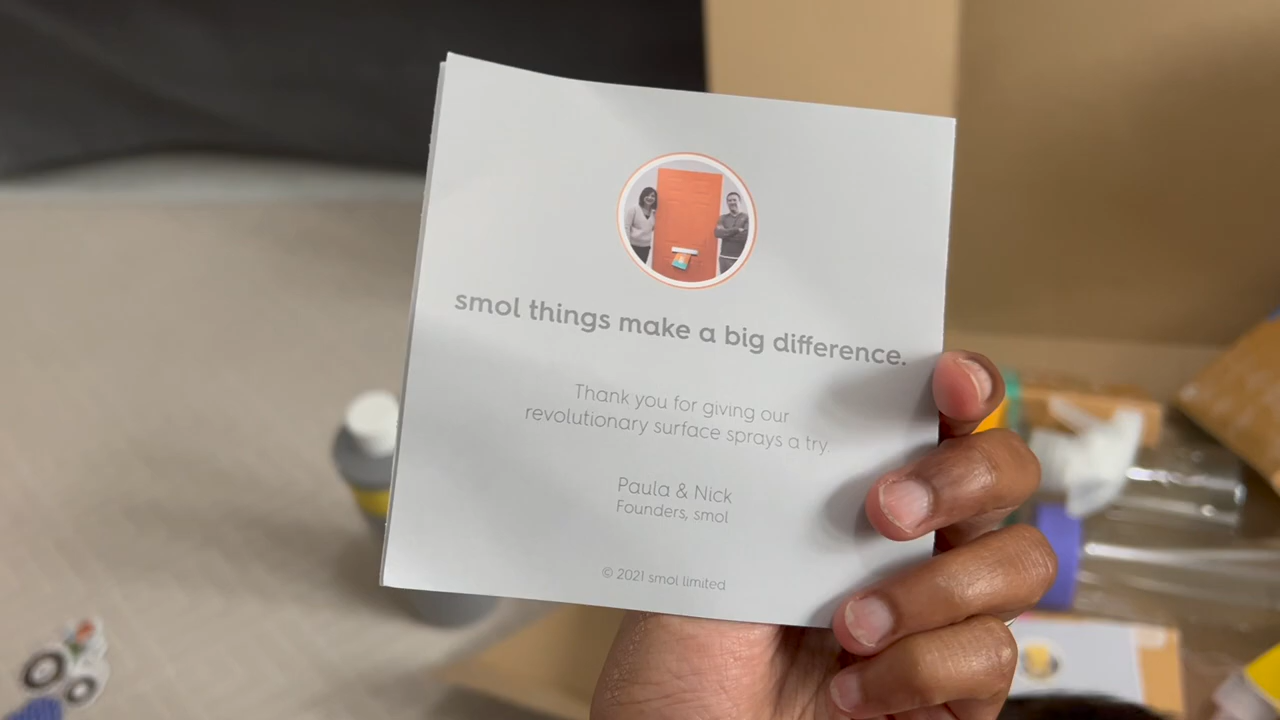 smol things make a big difference.
Thank you for giving our
revolutionary surface sprays a try.
Paula & Nick
Founders, smol
© 2021 smol limited